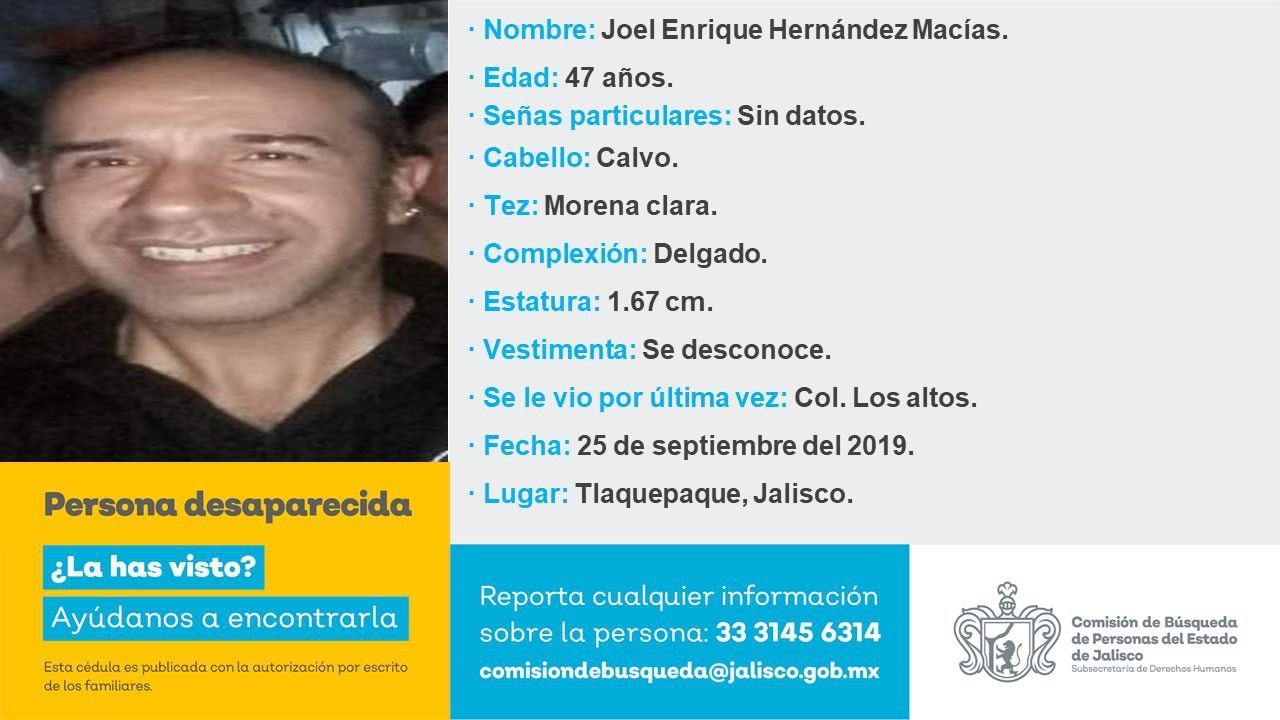 · Nombre: Joel Enrique Hernández Macías.
· Edad: 47 años.
· Señas particulares: Sin datos.
· Cabello: Calvo.
· Tez: Morena clara.
· Complexión: Delgado.
· Estatura: 1.67 cm.
· Vestimenta: Se desconoce.
· Se le vio por última vez: Col. Los altos.
· Fecha: 25 de septiembre del 2019.
· Lugar: Tlaquepaque, Jalisco.
Persona desaparecida
¿La has visto?
Ayúdanos a encontrarla
Esta cédula es publicada con la autorización por escrito
de los familiares.
Reporta cualquier información
sobre la persona: 33 3145 6314
comisiondebusqueda@jalisco.gob.mx
Comisión de Búsqueda
de Personas del Estado
de Jalisco
Subsecretaría de Derechos Humanos